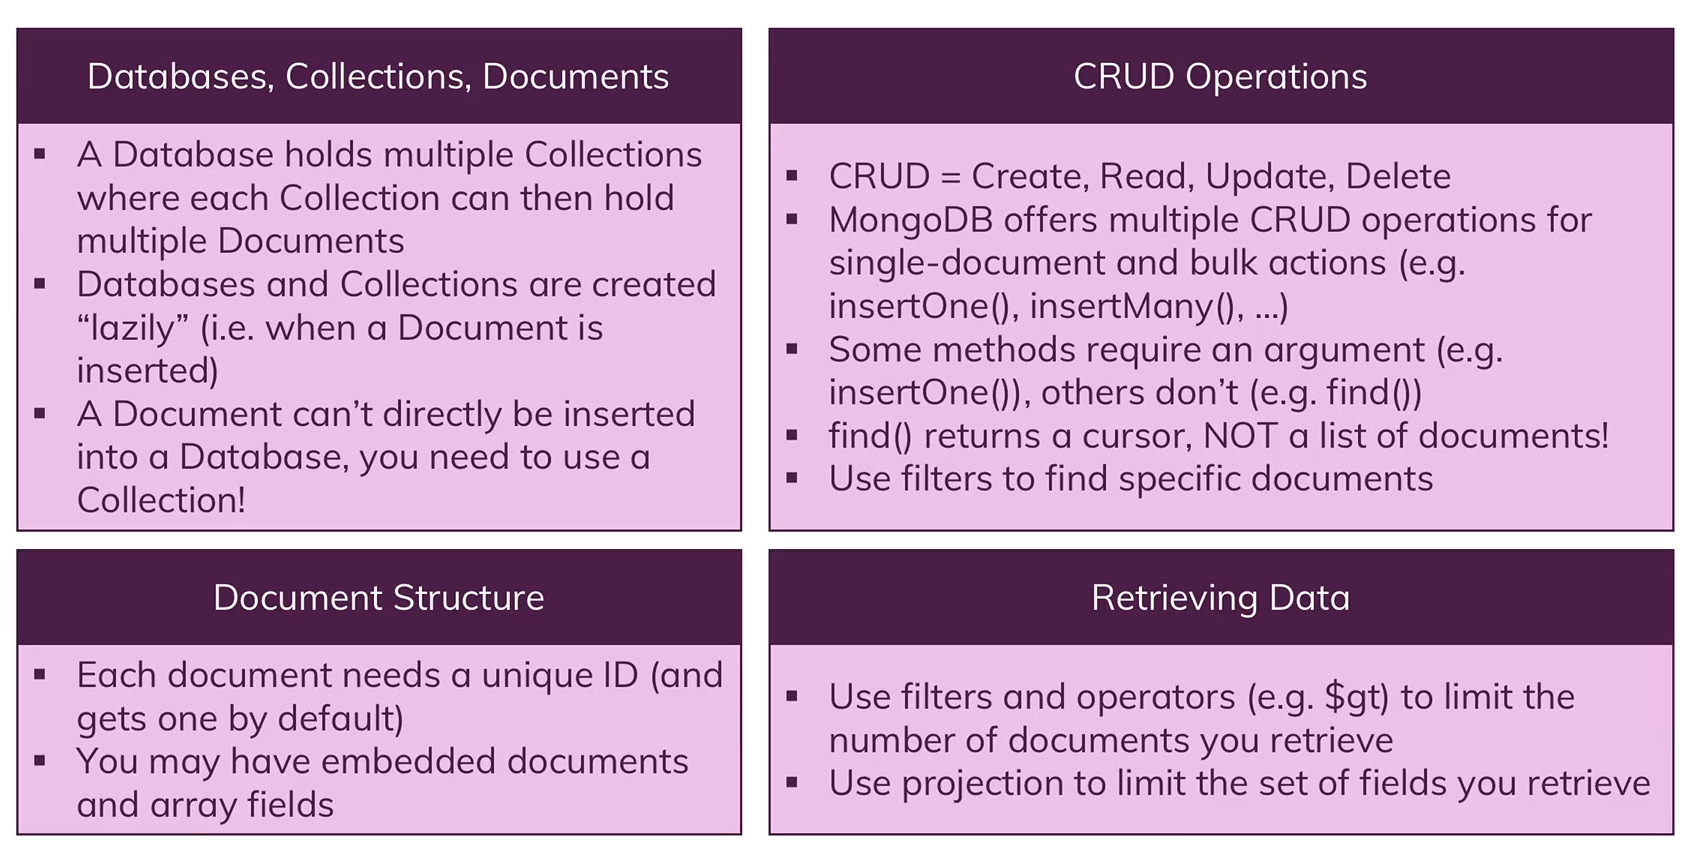 Databases, Collections, Documents
▪ A Database holds multiple Collections
where each Collection can then hold
multiple Documents
▪ Databases and Collections are created
“lazily” (i.e. when a Document is
inserted)
▪ A Document can’t directly be inserted
into a Database, you need to use a
Collection!
CRUD Operations
▪ CRUD = Create, Read, Update, Delete
▪ MongoDB offers multiple CRUD operations for
single-document and bulk actions (e.g.
insertOne(), insertMany(), …)
▪ Some methods require an argument (e.g.
insertOne()), others don’t (e.g. find())
▪ find() returns a cursor, NOT a list of documents!
▪ Use filters to find specific documents
Document Structure
▪ Each document needs a unique ID (and
gets one by default)
▪ You may have embedded documents
and array fields
Retrieving Data
▪ Use filters and operators (e.g. $gt) to limit the
number of documents you retrieve
▪ Use projection to limit the set of fields you retrieve